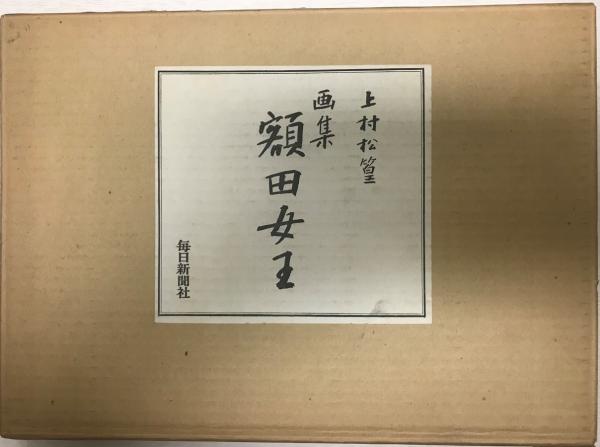 上村松篁
画集
額田女王
毎日新聞社